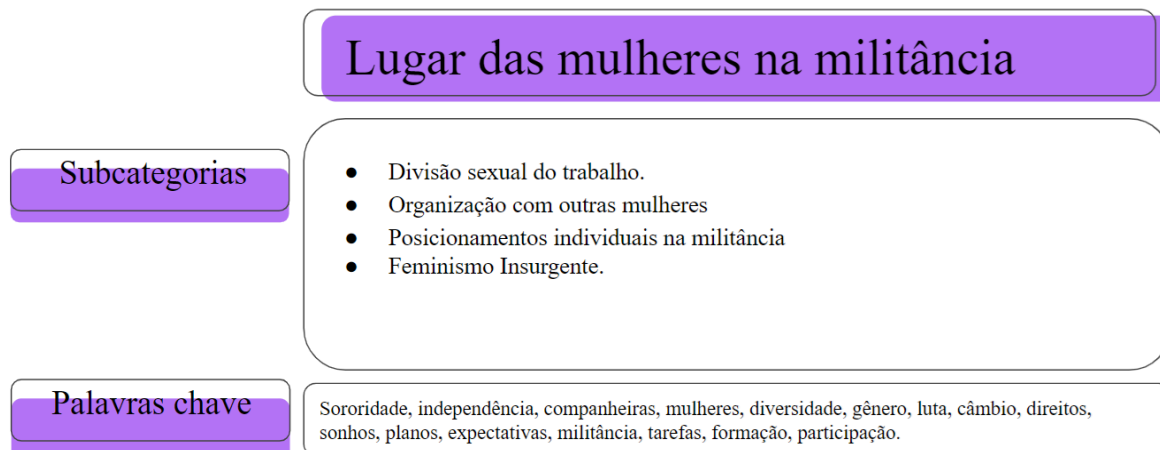 Lugar das mulheres na militância
Subcategorias
● Divisão sexual do trabalho.
● Organização com outras mulheres
● Posicionamentos individuais na militância
● Feminismo Insurgente.
Palavras chave
Sororidade, independência, companheiras, mulheres, diversidade, gênero, luta, câmbio, direitos,
sonhos, planos, expectativas, militância, tarefas, formação, participação.